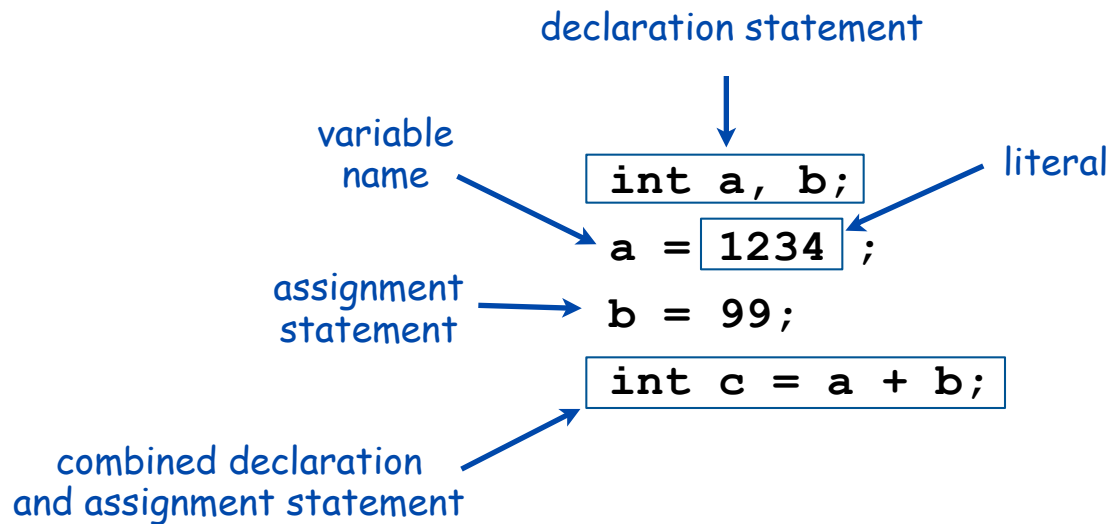 declaration statement
variable
name
literal
int a, b;
a = 1234 ;
assignment
statement
b = 99;
int c = a + b;
combined declaration
and assignment statement